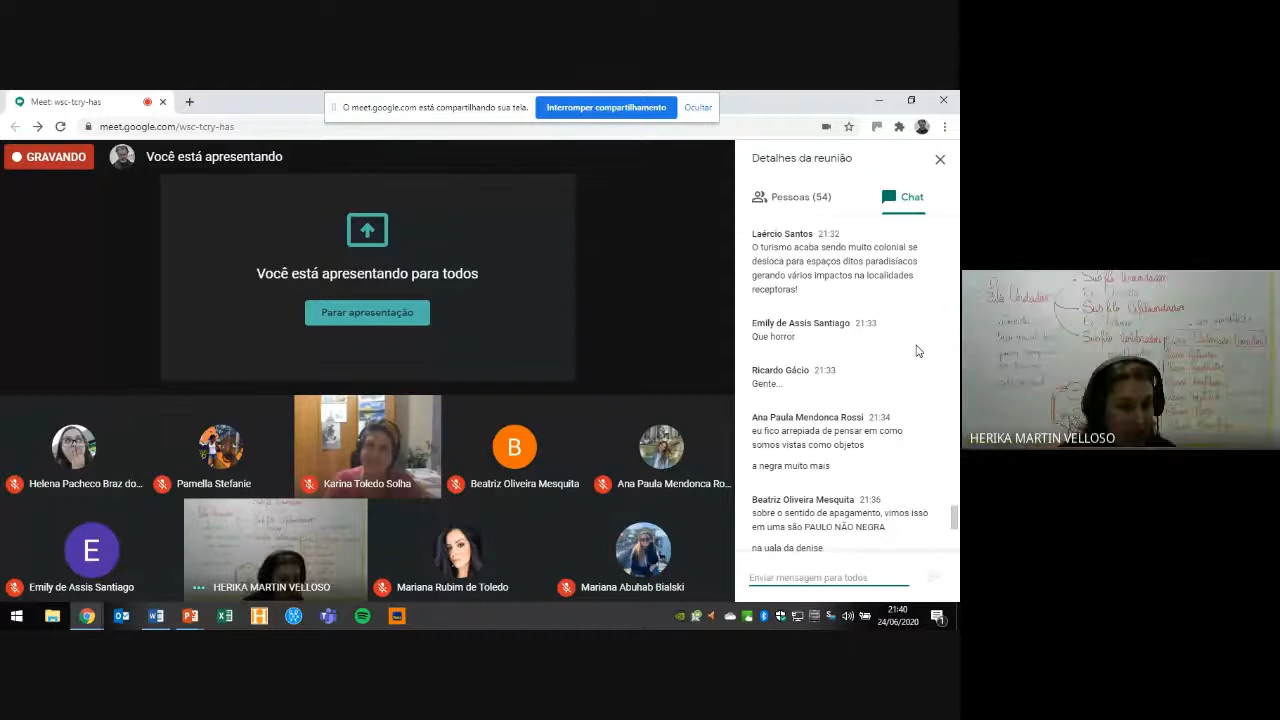 Meet: wsc-tcry-has
O meet.google.com está compartilhando sua tela.
Interromper compartilhamento
Ocultar
meet.google.com/wsc-tcry-has
GRAVANDO
Você está apresentando
Você está apresentando para todos
Parar apresentação
Helena Pacheco Braz do...
Pamella Stefanie
Karina Toledo Solha
B
Beatriz Oliveira Mesquita
Ana Paula Mendonca Ro...
E
Emily de Assis Santiago
HERIKA MARTIN VELLOSO
Mariana Rubim de Toledo
Mariana Abuhab Bialski
Detalhes da reunião
Pessoas (54)
Chat
Laércio Santos 21:32
O turismo acaba sendo muito colonial se
desloca para espaços ditos paradisíacos
gerando vários impactos na localidades
receptoras!
Emily de Assis Santiago 21:33
Que horror
Ricardo Gácio 21:33
Gente...
Ana Paula Mendonca Rossi 21:34
eu fico arrepiada de pensar em como
somos vistas como objetos
a negra muito mais
Beatriz Oliveira Mesquita 21:36
sobre o sentido de apagamento, vimos isso
em uma são PAULO NÃO NEGRA
na uala da denise
Enviar mensagem para todos
21:40
24/06/2020
HERIKA MARTIN VELLOSO